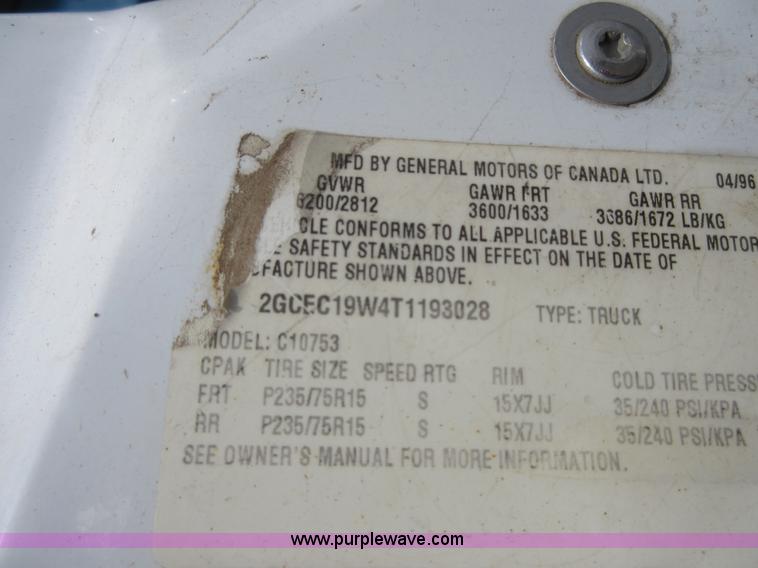 MFD BY GENERAL MOTORS OF CANADA LTD. 04/96
GVWR GAWR FRT GAWR RR
6200/2812 3600/1633 3686/1672 LB/KG
CLE CONFORMS TO ALL APPLICABLE U.S. FEDERAL MOTOR
SAFETY STANDARDS IN EFFECT ON THE DATE OF
FACTURE SHOWN ABOVE.
2GCEC19W4T1193028 TYPE: TRUCK
MODEL: C10753
CPAK TIRE SIZE SPEED RTG RIM COLD TIRE PRESS
FRT P235/75R15 S 15X7JJ 35/240 PSI/KPA
RR P235/75R15 S 15X7JJ 35/240 PSI/KPA
SEE OWNER'S MANUAL FOR MORE INFORMATION.
www.purplewave.com